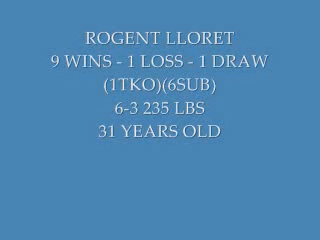 ROGENT LLORET
9 WINS - 1 LOSS - 1 DRAW
(1TKO)(6SUB)
6-3 235 LBS
31 YEARS OLD